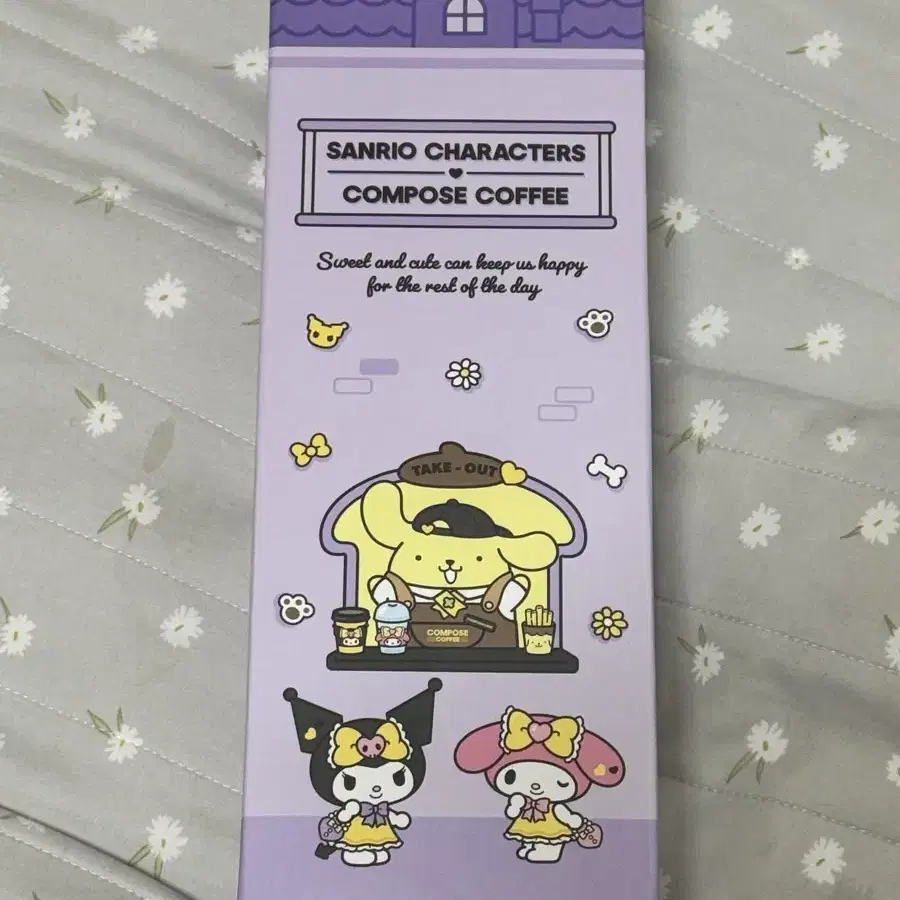 SANRIO CHARACTERS
COMPOSE COFFEE
Sweet and cute can keep us happy
for the rest of the day
TAKE-OUT
COMPOSE
COFFEE